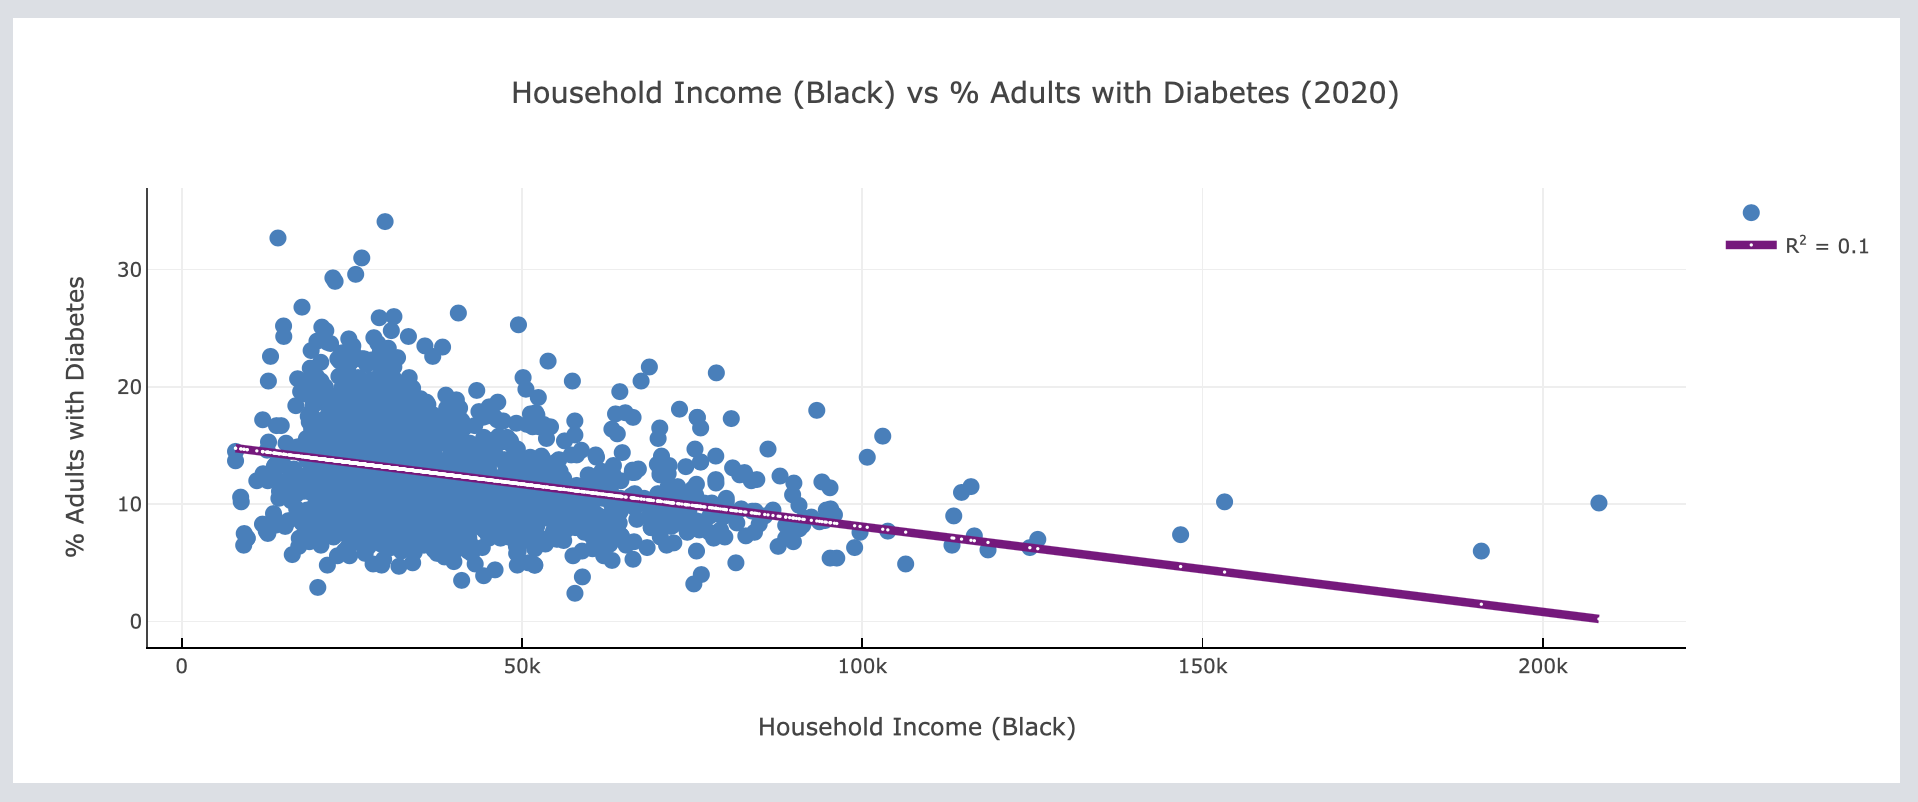 Household Income (Black) vs % Adults with Diabetes (2020)
R² = 0.1
30
20
10
0
% Adults with Diabetes
0 50k 100k 150k 200k
Household Income (Black)